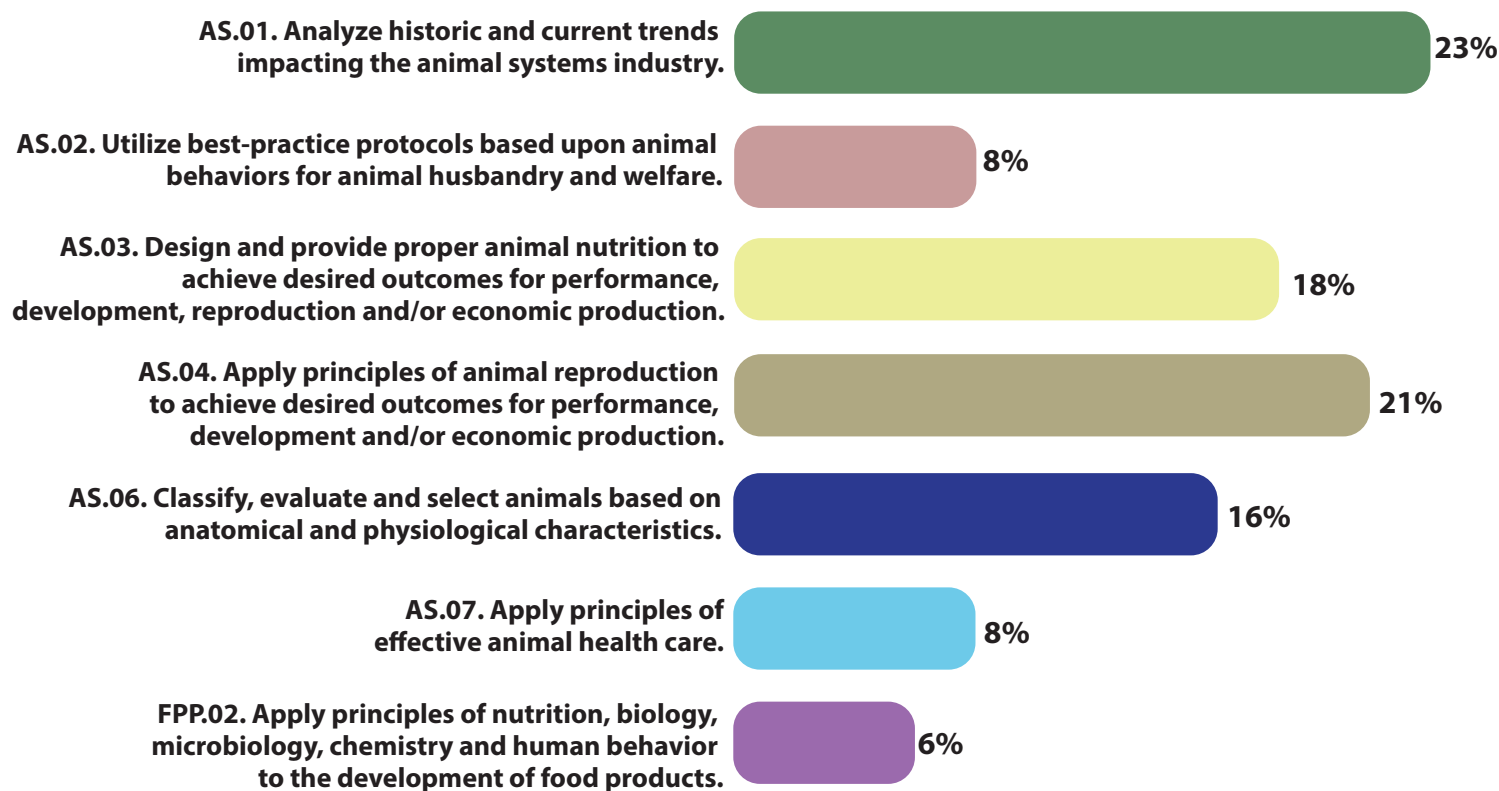 AS.01. Analyze historic and current trends
impacting the animal systems industry.
23%
AS.02. Utilize best-practice protocols based upon animal
behaviors for animal husbandry and welfare.
8%
AS.03. Design and provide proper animal nutrition to
achieve desired outcomes for performance,
development, reproduction and/or economic production.
18%
AS.04. Apply principles of animal reproduction
to achieve desired outcomes for performance,
development and/or economic production.
21%
AS.06. Classify, evaluate and select animals based on
anatomical and physiological characteristics.
16%
AS.07. Apply principles of
effective animal health care.
8%
FPP.02. Apply principles of nutrition, biology,
microbiology, chemistry and human behavior
to the development of food products.
6%